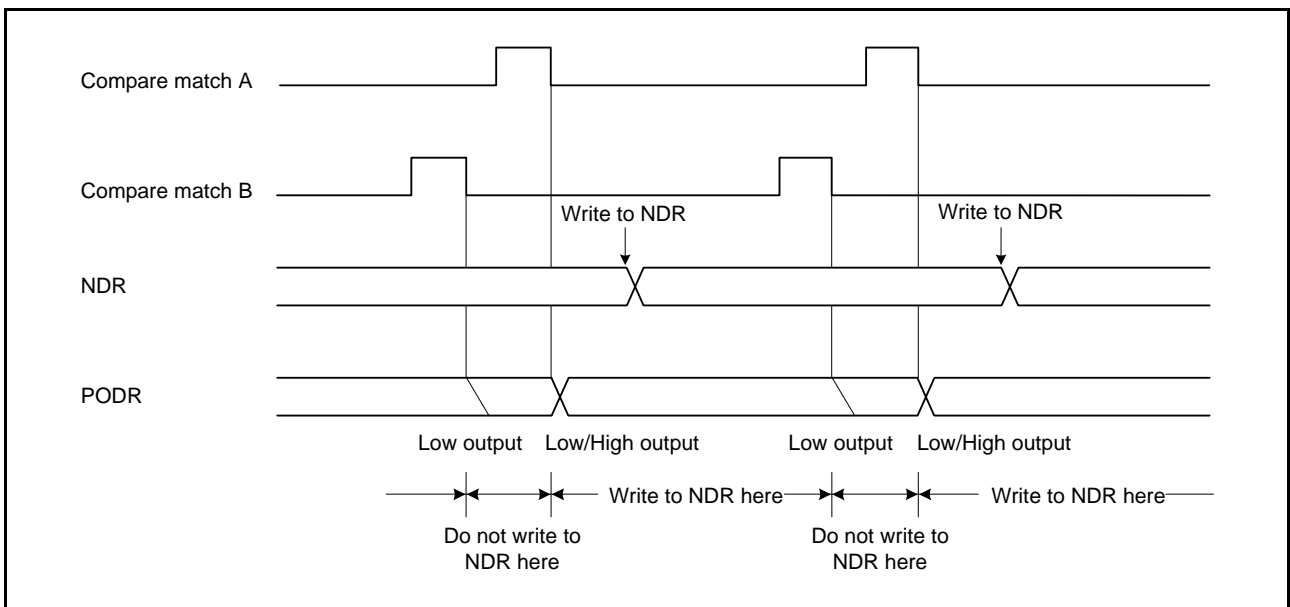 Compare match A
Compare match B
Write to NDR
Write to NDR
NDR
PODR
Low output
Low/High output
Low output
Low/High output
Write to NDR here
Write to NDR here
Do not write to
NDR here
Do not write to
NDR here